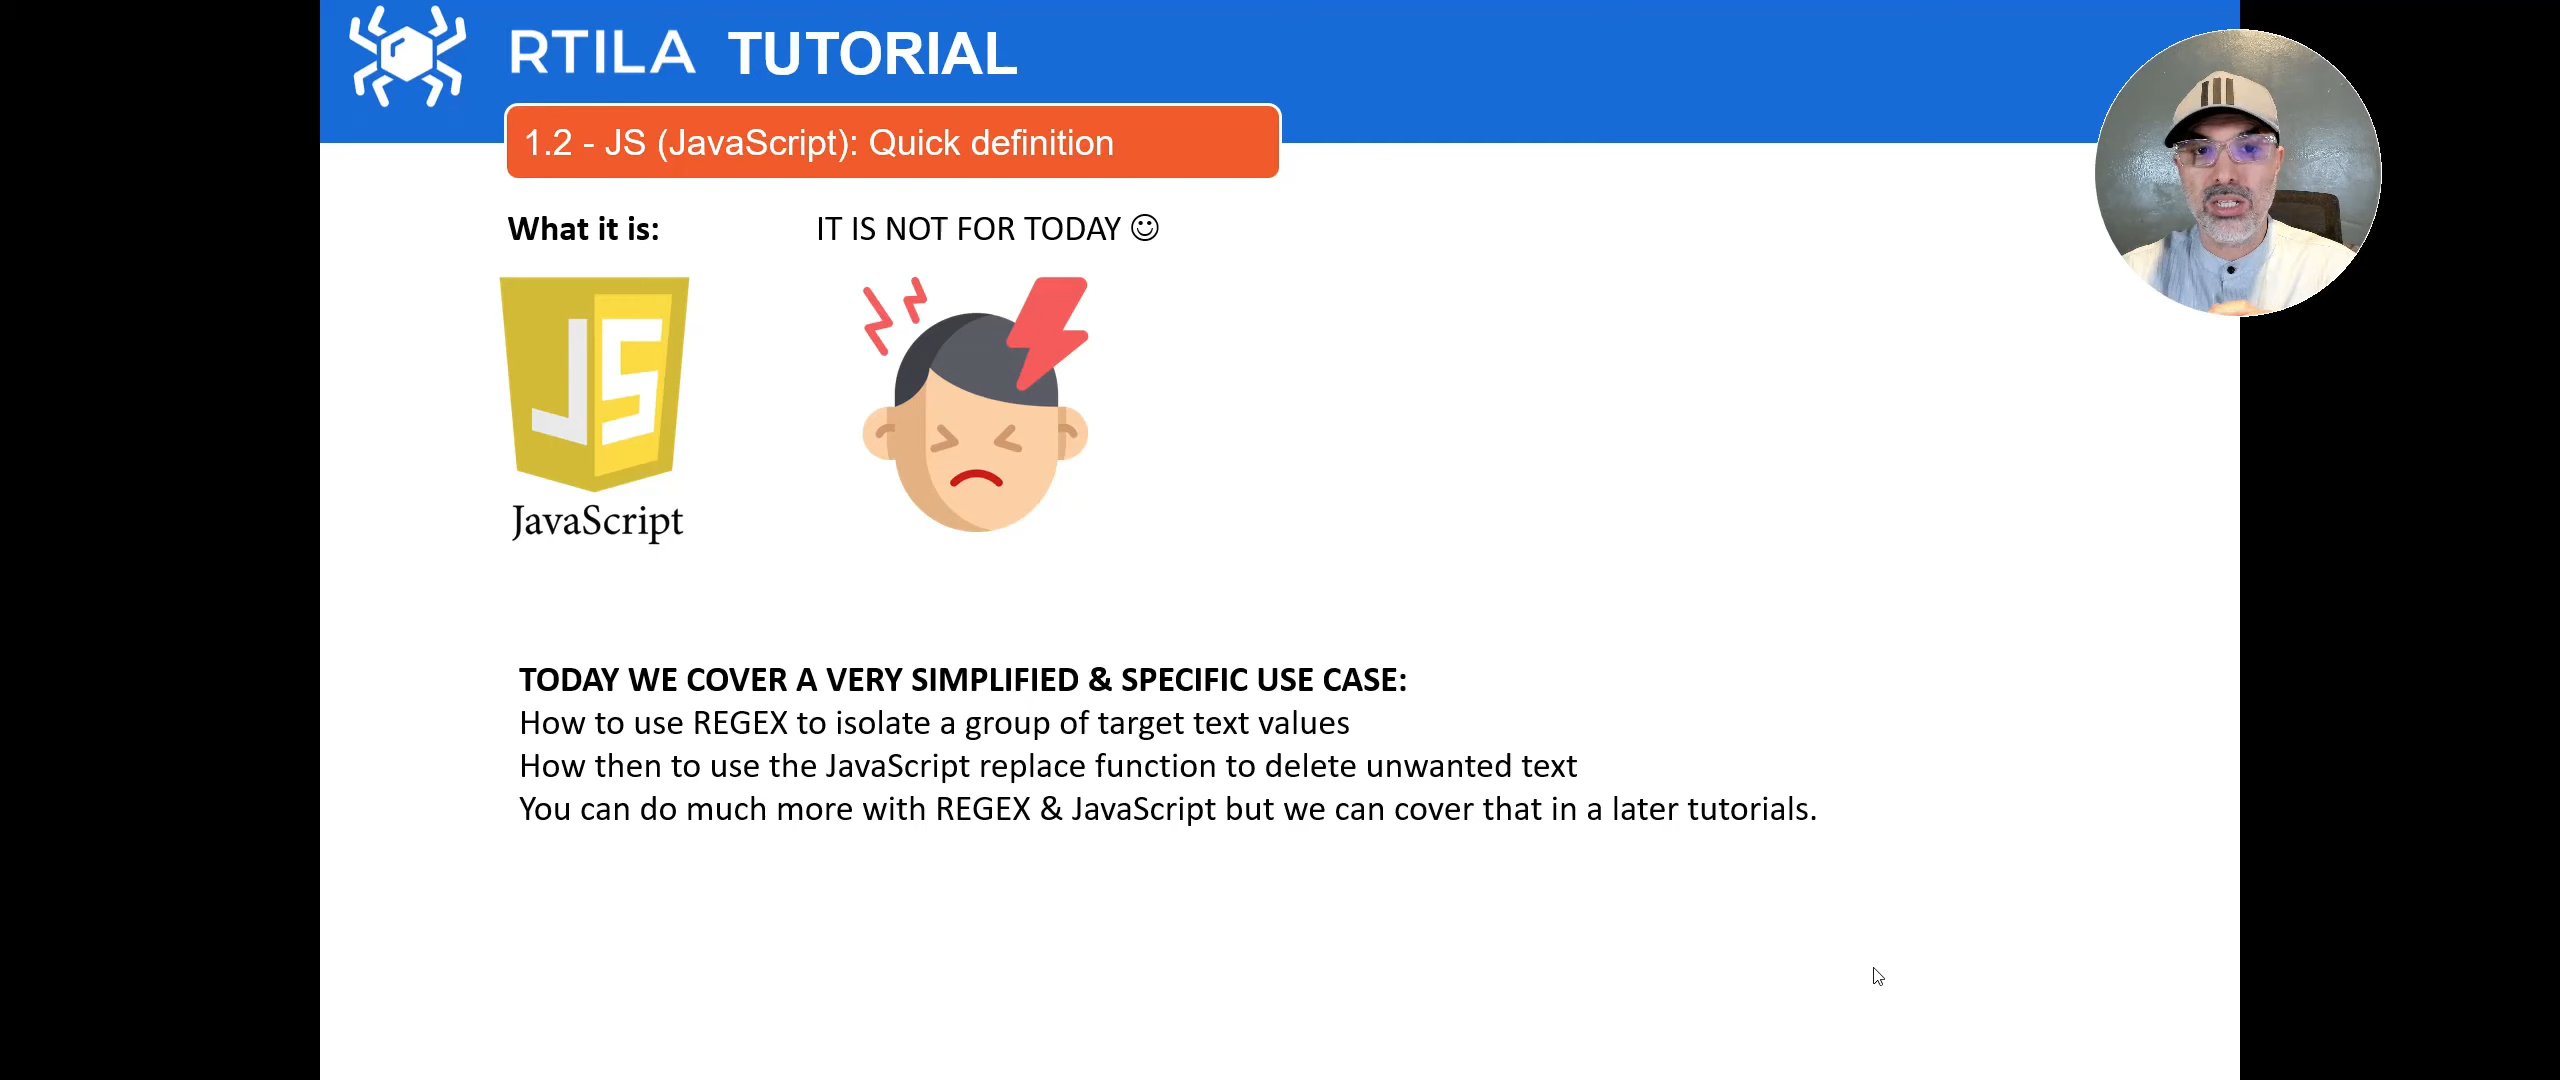 RTILA TUTORIAL
1.2 - JS (JavaScript): Quick definition
What it is:
IT IS NOT FOR TODAY ☺
JS
JavaScript
TODAY WE COVER A VERY SIMPLIFIED & SPECIFIC USE CASE:
How to use REGEX to isolate a group of target text values
How then to use the JavaScript replace function to delete unwanted text
You can do much more with REGEX & JavaScript but we can cover that in a later tutorials.